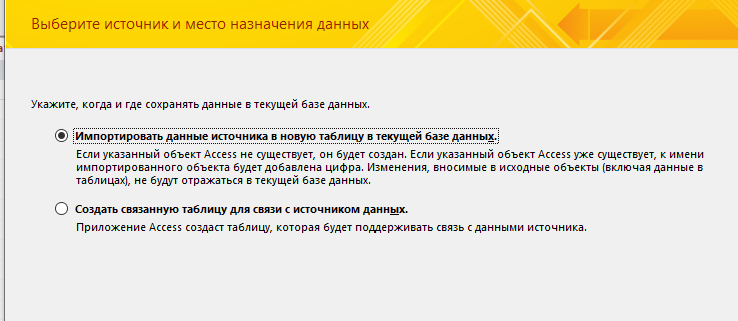 Выберите источник и место назначения данных
Укажите, когда и где сохранять данные в текущей базе данных.
Импортировать данные источника в новую таблицу в текущей базе данных.
Если указанный объект Access не существует, он будет создан. Если указанный объект Access уже существует, к имени
импортированного объекта будет добавлена цифра. Изменения, вносимые в исходные объекты (включая данные в
таблицах), не будут отражаться в текущей базе данных.
Создать связанную таблицу для связи с источником данных.
Приложение Access создаст таблицу, которая будет поддерживать связь с данными источника.